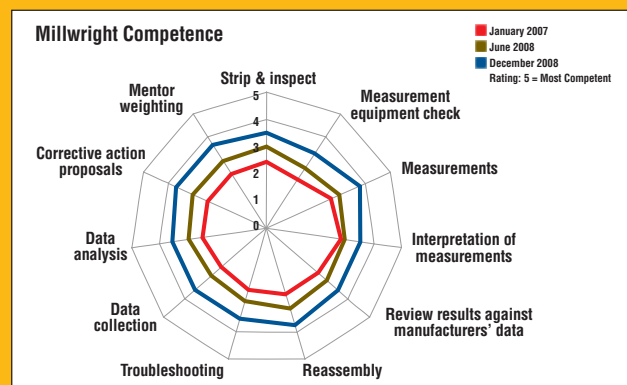 Millwright Competence
January 2007
June 2008
December 2008
Rating: 5 = Most Competent
Strip & inspect
Measurement
equipment check
Measurements
Interpretation of
measurements
Review results against
manufacturers' data
Reassembly
Troubleshooting
Data
collection
Data
analysis
Corrective action
proposals
Mentor
weighting
5
4
3
2
1
0